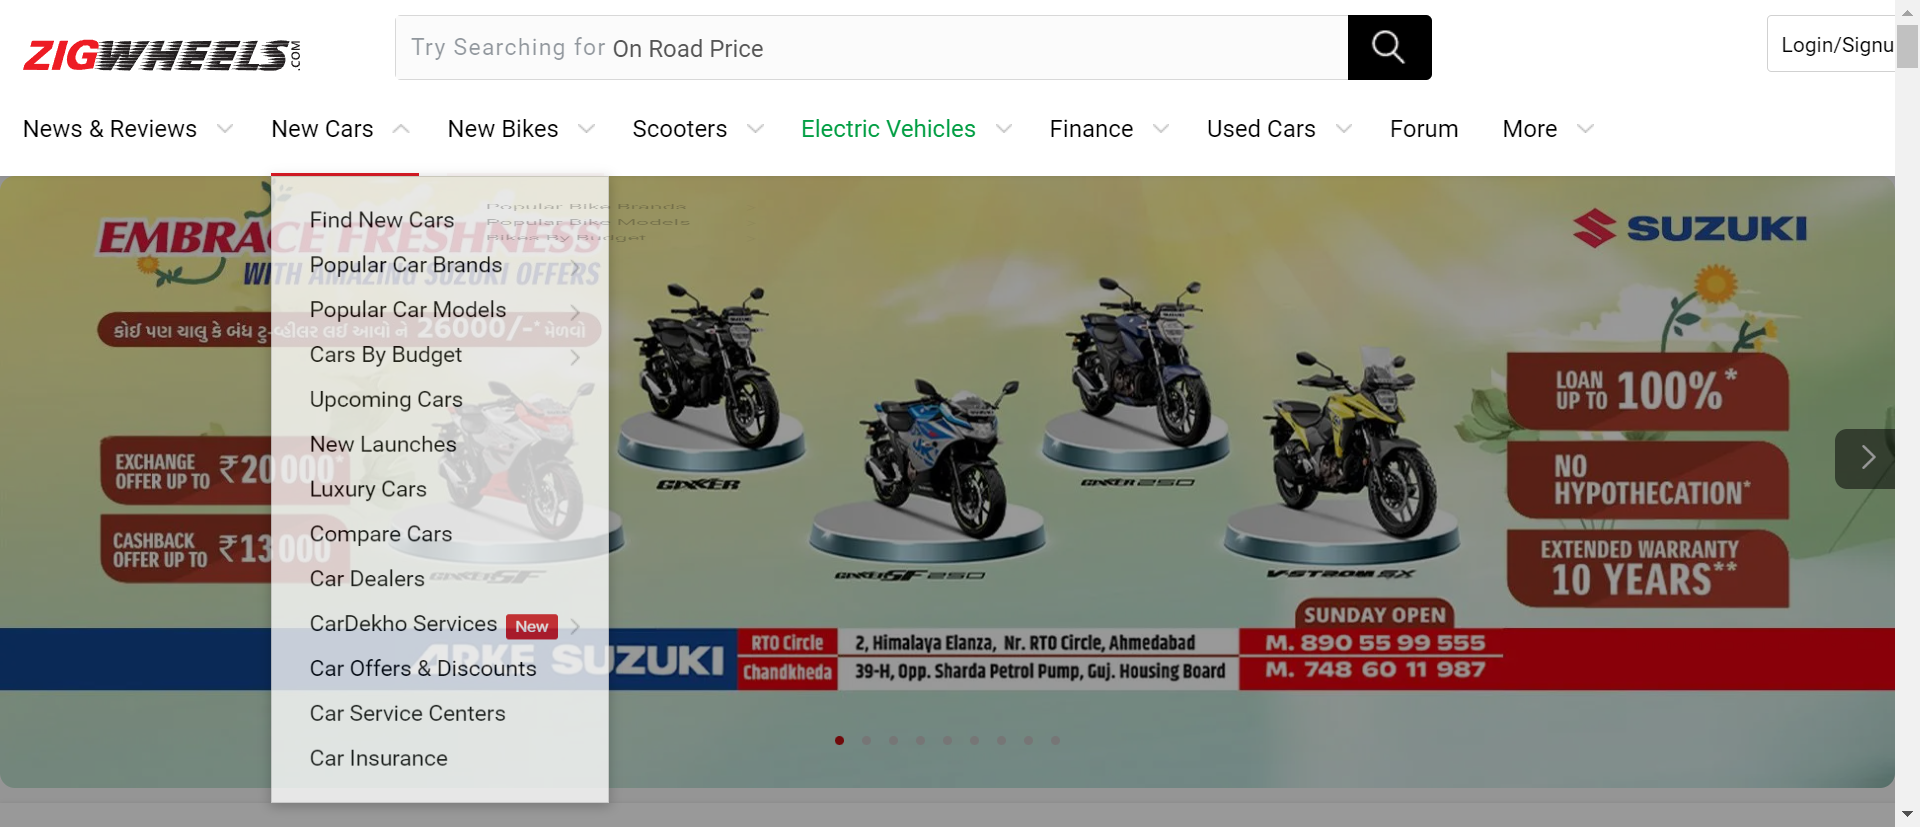 ZIGWHEELS.COM
Try Searching for On Road Price
Login/Signu
News & Reviews New Cars New Bikes Scooters Electric Vehicles Finance Used Cars Forum More
Find New Cars
Popular Car Brands
Popular Car Models
Cars By Budget
Upcoming Cars
New Launches
Luxury Cars
Compare Cars
Car Dealers
CarDekho Services New
Car Offers & Discounts
Car Service Centers
Car Insurance
Popular Bike Brands
Popular Bike Models
Bikes By Budget
EMBRACE FRESHNESS
WITH AMAZING SUZUKI OFFERS
કોઈ પણ ચાલુ કે બંધ ટુ-વ્હીલર લઈ આવો ને 26000/-* મેળવો
EXCHANGE
OFFER UP TO ₹20000*
CASHBACK
OFFER UP TO ₹13000
GIXXER
GIXXER SF
GIXXER SF 250
GIXXER 250
V-STROM SX
SUZUKI
LOAN
UP TO 100%*
NO
HYPOTHECATION*
EXTENDED WARRANTY
10 YEARS**
SUNDAY OPEN
ARKE SUZUKI
RTO Circle 2, Himalaya Elanza, Nr. RTO Circle, Ahmedabad M. 890 55 99 555
Chandkheda 39-H, Opp. Sharda Petrol Pump, Guj. Housing Board M. 748 60 11 987